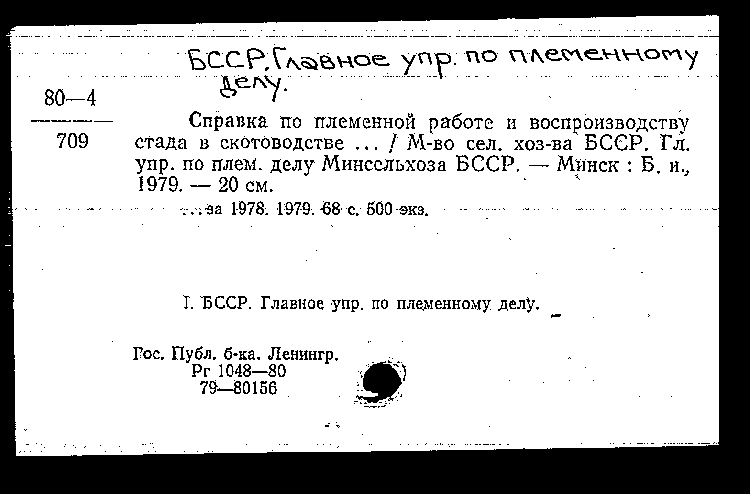 БССР. Главное упр. по племенному
делу.
80—4
709
Справка по племенной работе и воспроизводству
стада в скотоводстве ... / М-во сел. хоз-ва БССР. Гл.
упр. по плем. делу Минсельхоза БССР. — Минск : Б. и.,
1979. — 20 см.
...за 1978. 1979. 68 с. 500 экз.
I. БССР. Главное упр. по племенному делу.
Гос. Публ. б-ка. Ленингр.
Рг 1048—80
79—80156